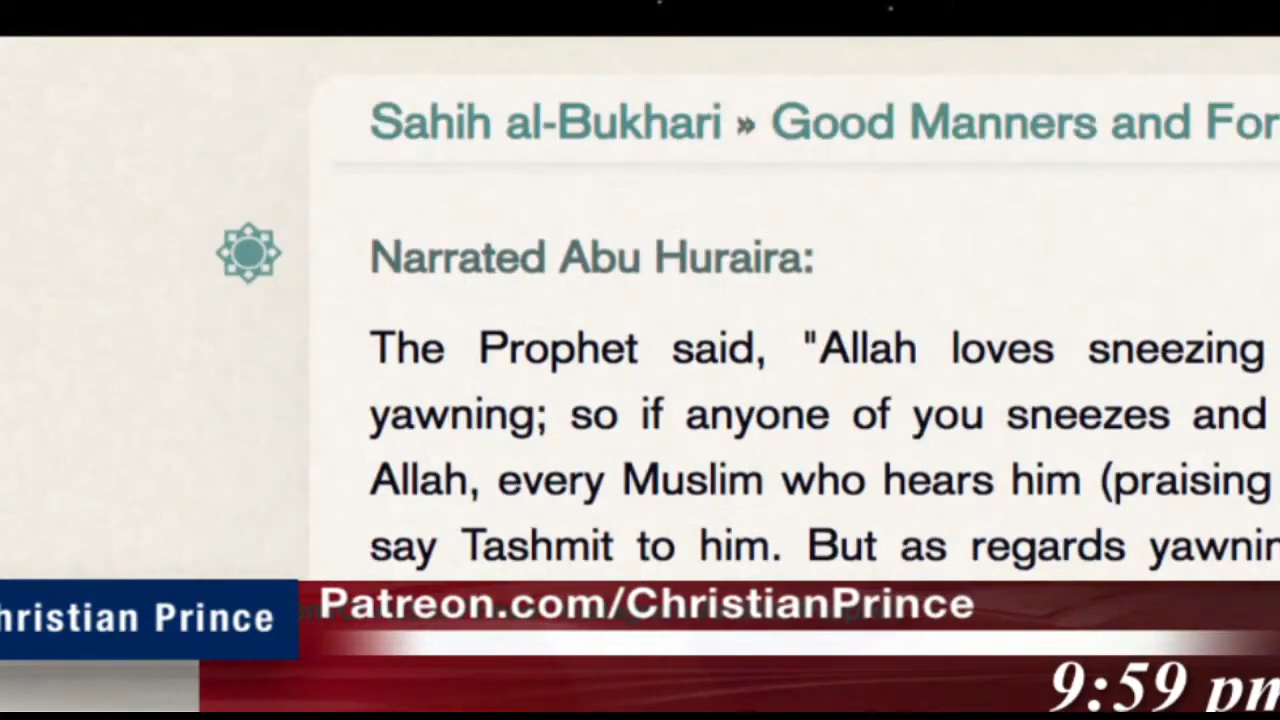 Sahih al-Bukhari » Good Manners and For
Narrated Abu Huraira:
The Prophet said, "Allah loves sneezing
yawning; so if anyone of you sneezes and
Allah, every Muslim who hears him (praising
say Tashmit to him. But as regards yawnin
hristian Prince
Patreon.com/ChristianPrince
9:59 pm